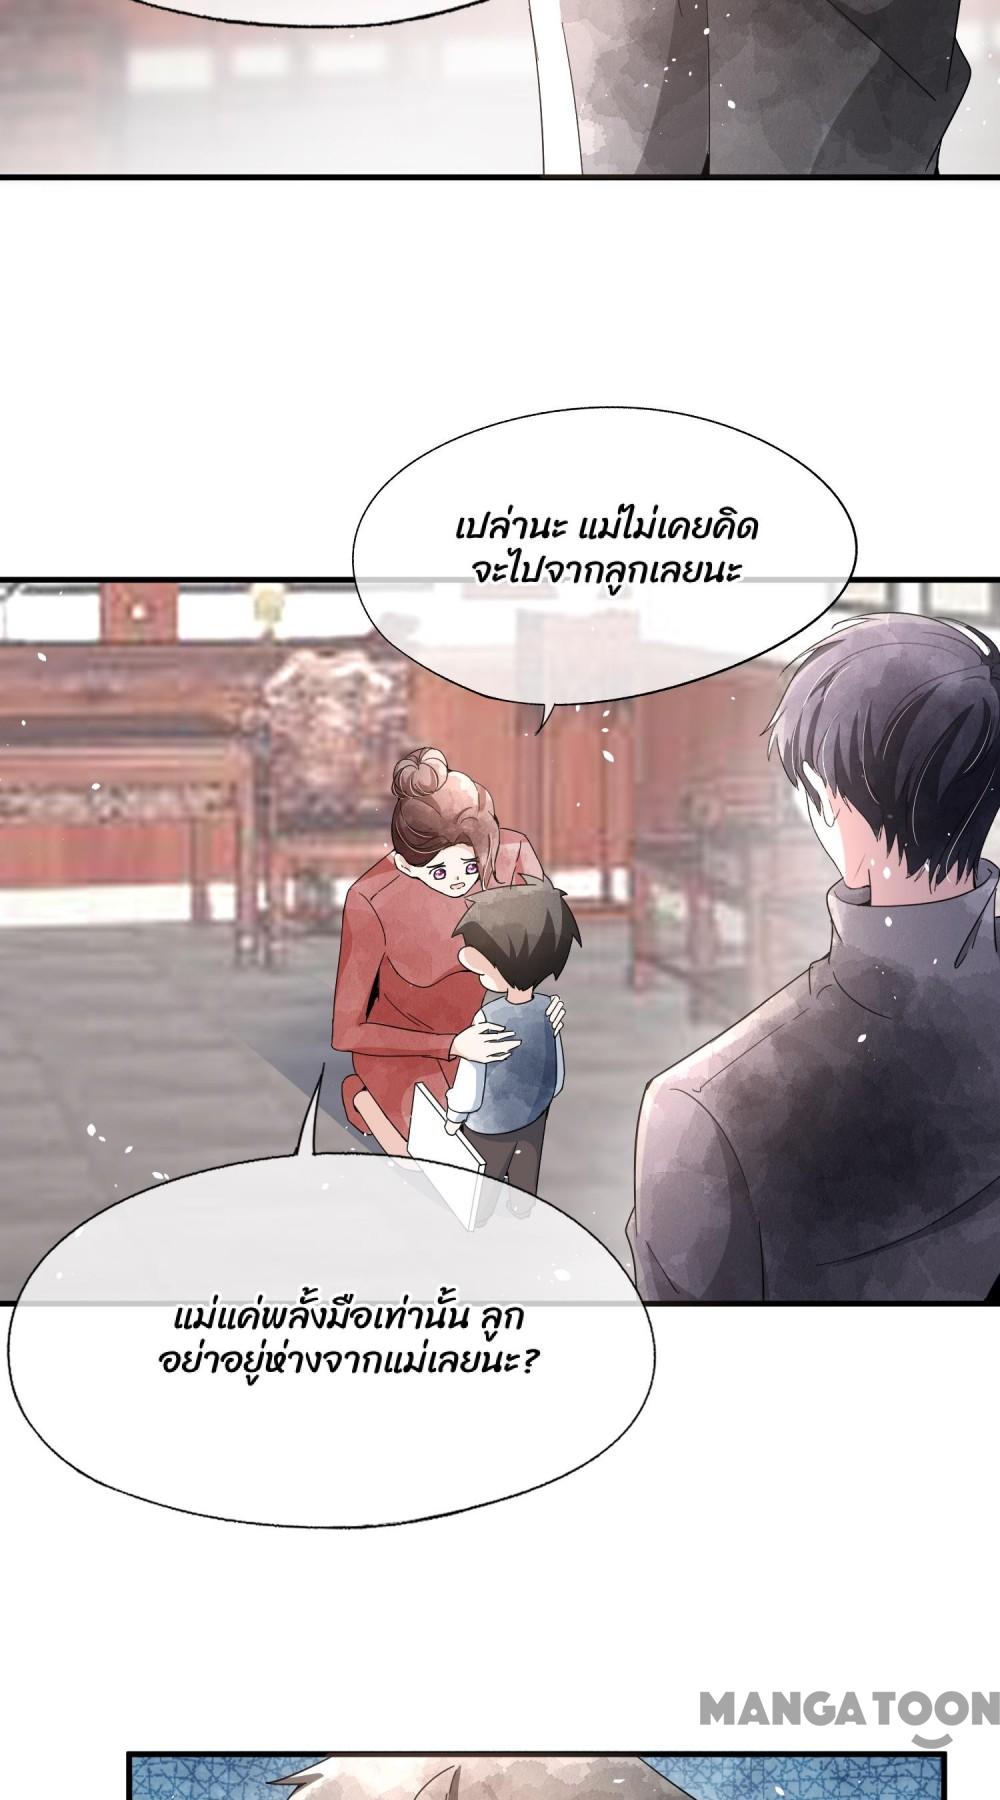 เปล่านะ แม่ไม่เคยคิด
จะไปจากลูกเลยนะ
แม่แค่พลั้งมือเท่านั้น ลูก
อย่าอยู่ห่างจากแม่เลยนะ?
MANGATOON